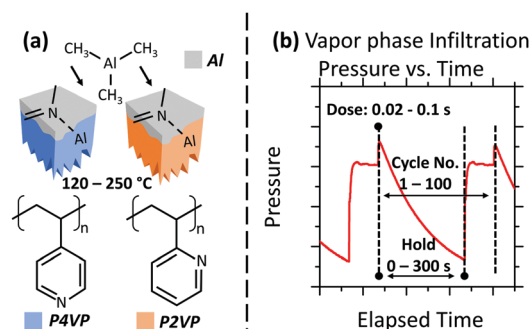 (a)
CH₃
CH₃
Al
CH₃
Al
N
Al
N
Al
120 – 250 °C
n
N
P4VP
n
N
P2VP
(b) Vapor phase Infiltration
Pressure vs. Time
Dose: 0.02 - 0.1 s
Cycle No.
1 – 100
Hold
0 – 300 s
Pressure
Elapsed Time